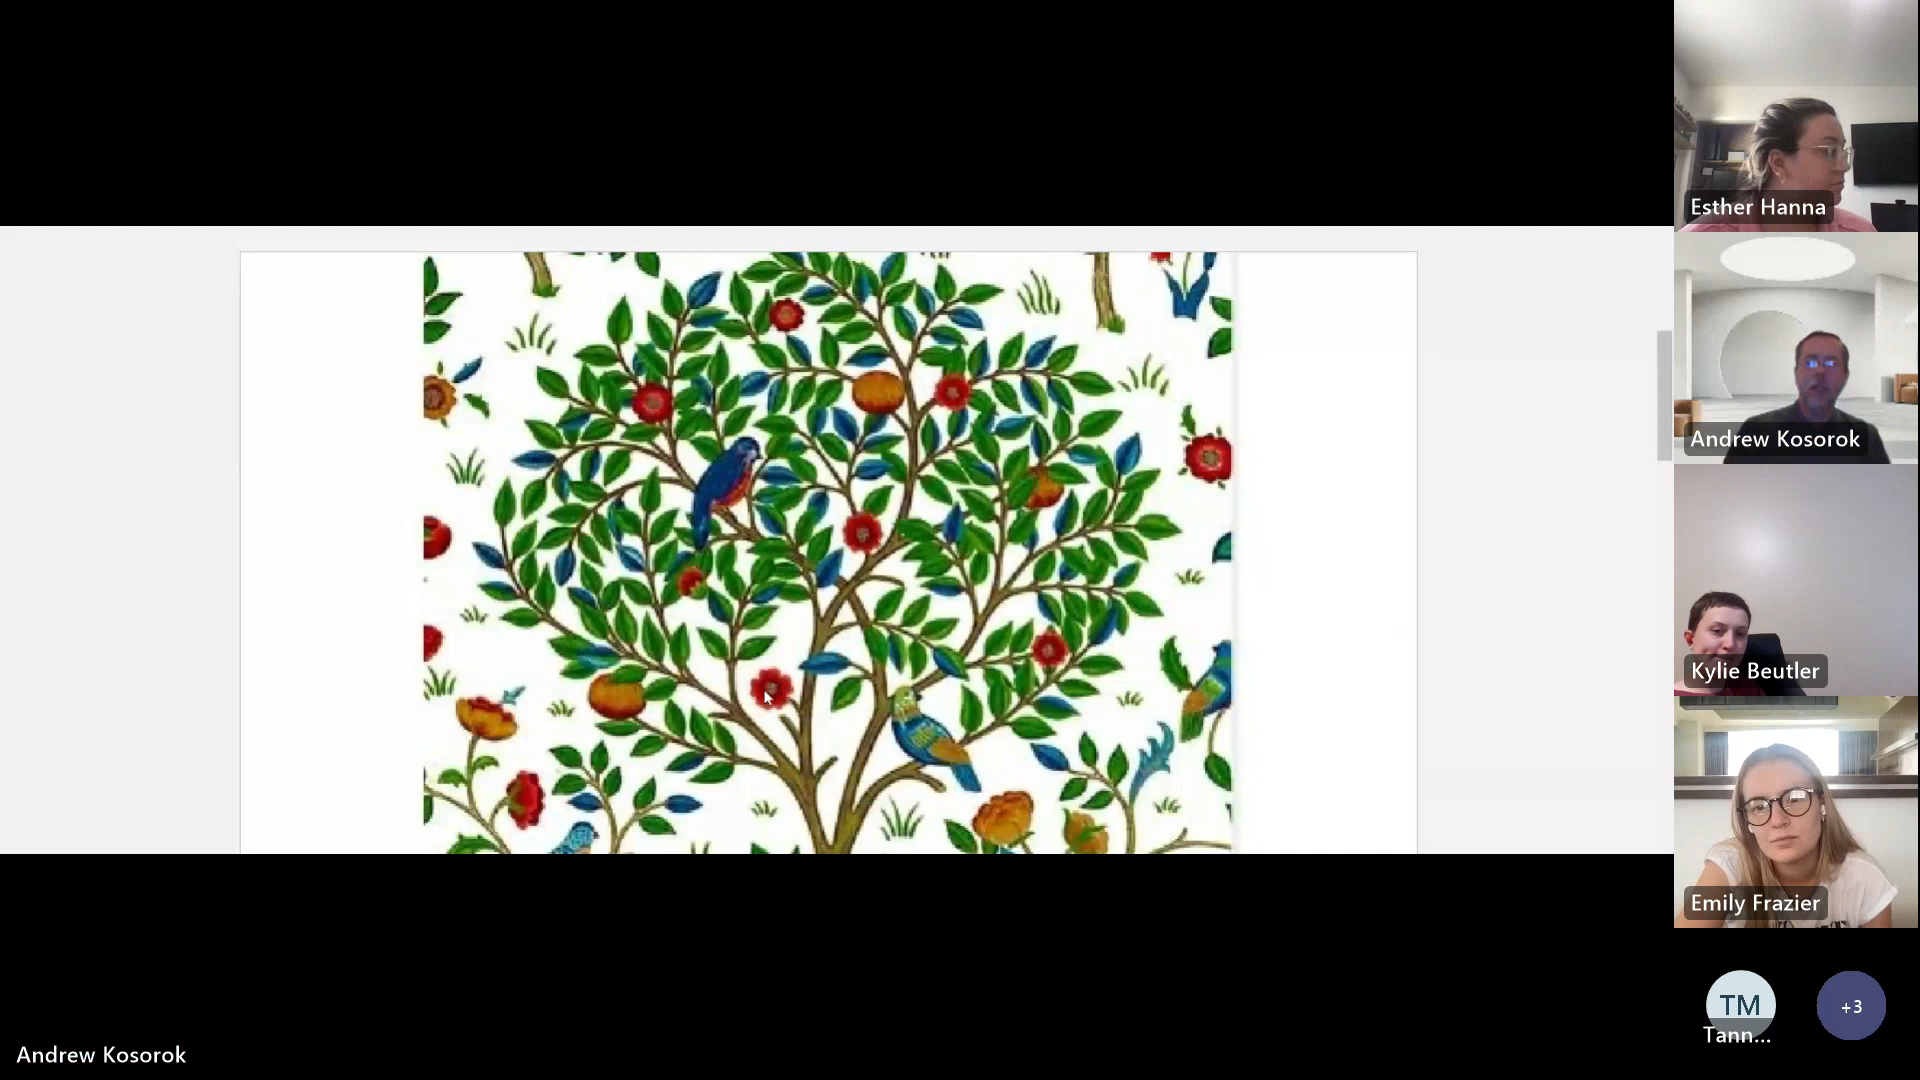 Esther Hanna
Andrew Kosorok
Kylie Beutler
Emily Frazier
TM
Tann...
+3
Andrew Kosorok